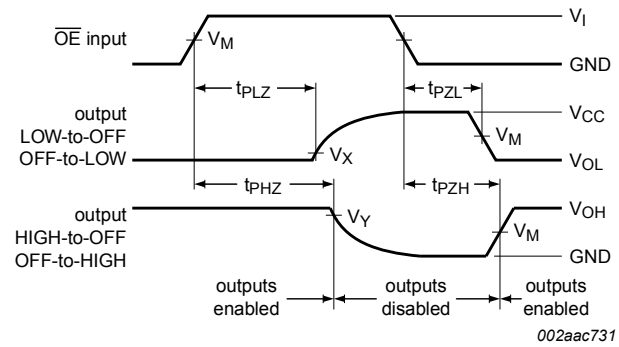 V_I
OE input
V_M
GND
t_PLZ
t_PZL
output
LOW-to-OFF
OFF-to-LOW
V_CC
V_M
V_X
V_OL
t_PHZ
t_PZH
output
HIGH-to-OFF
OFF-to-HIGH
V_Y
V_OH
V_M
GND
outputs
enabled
outputs
disabled
outputs
enabled
002aac731